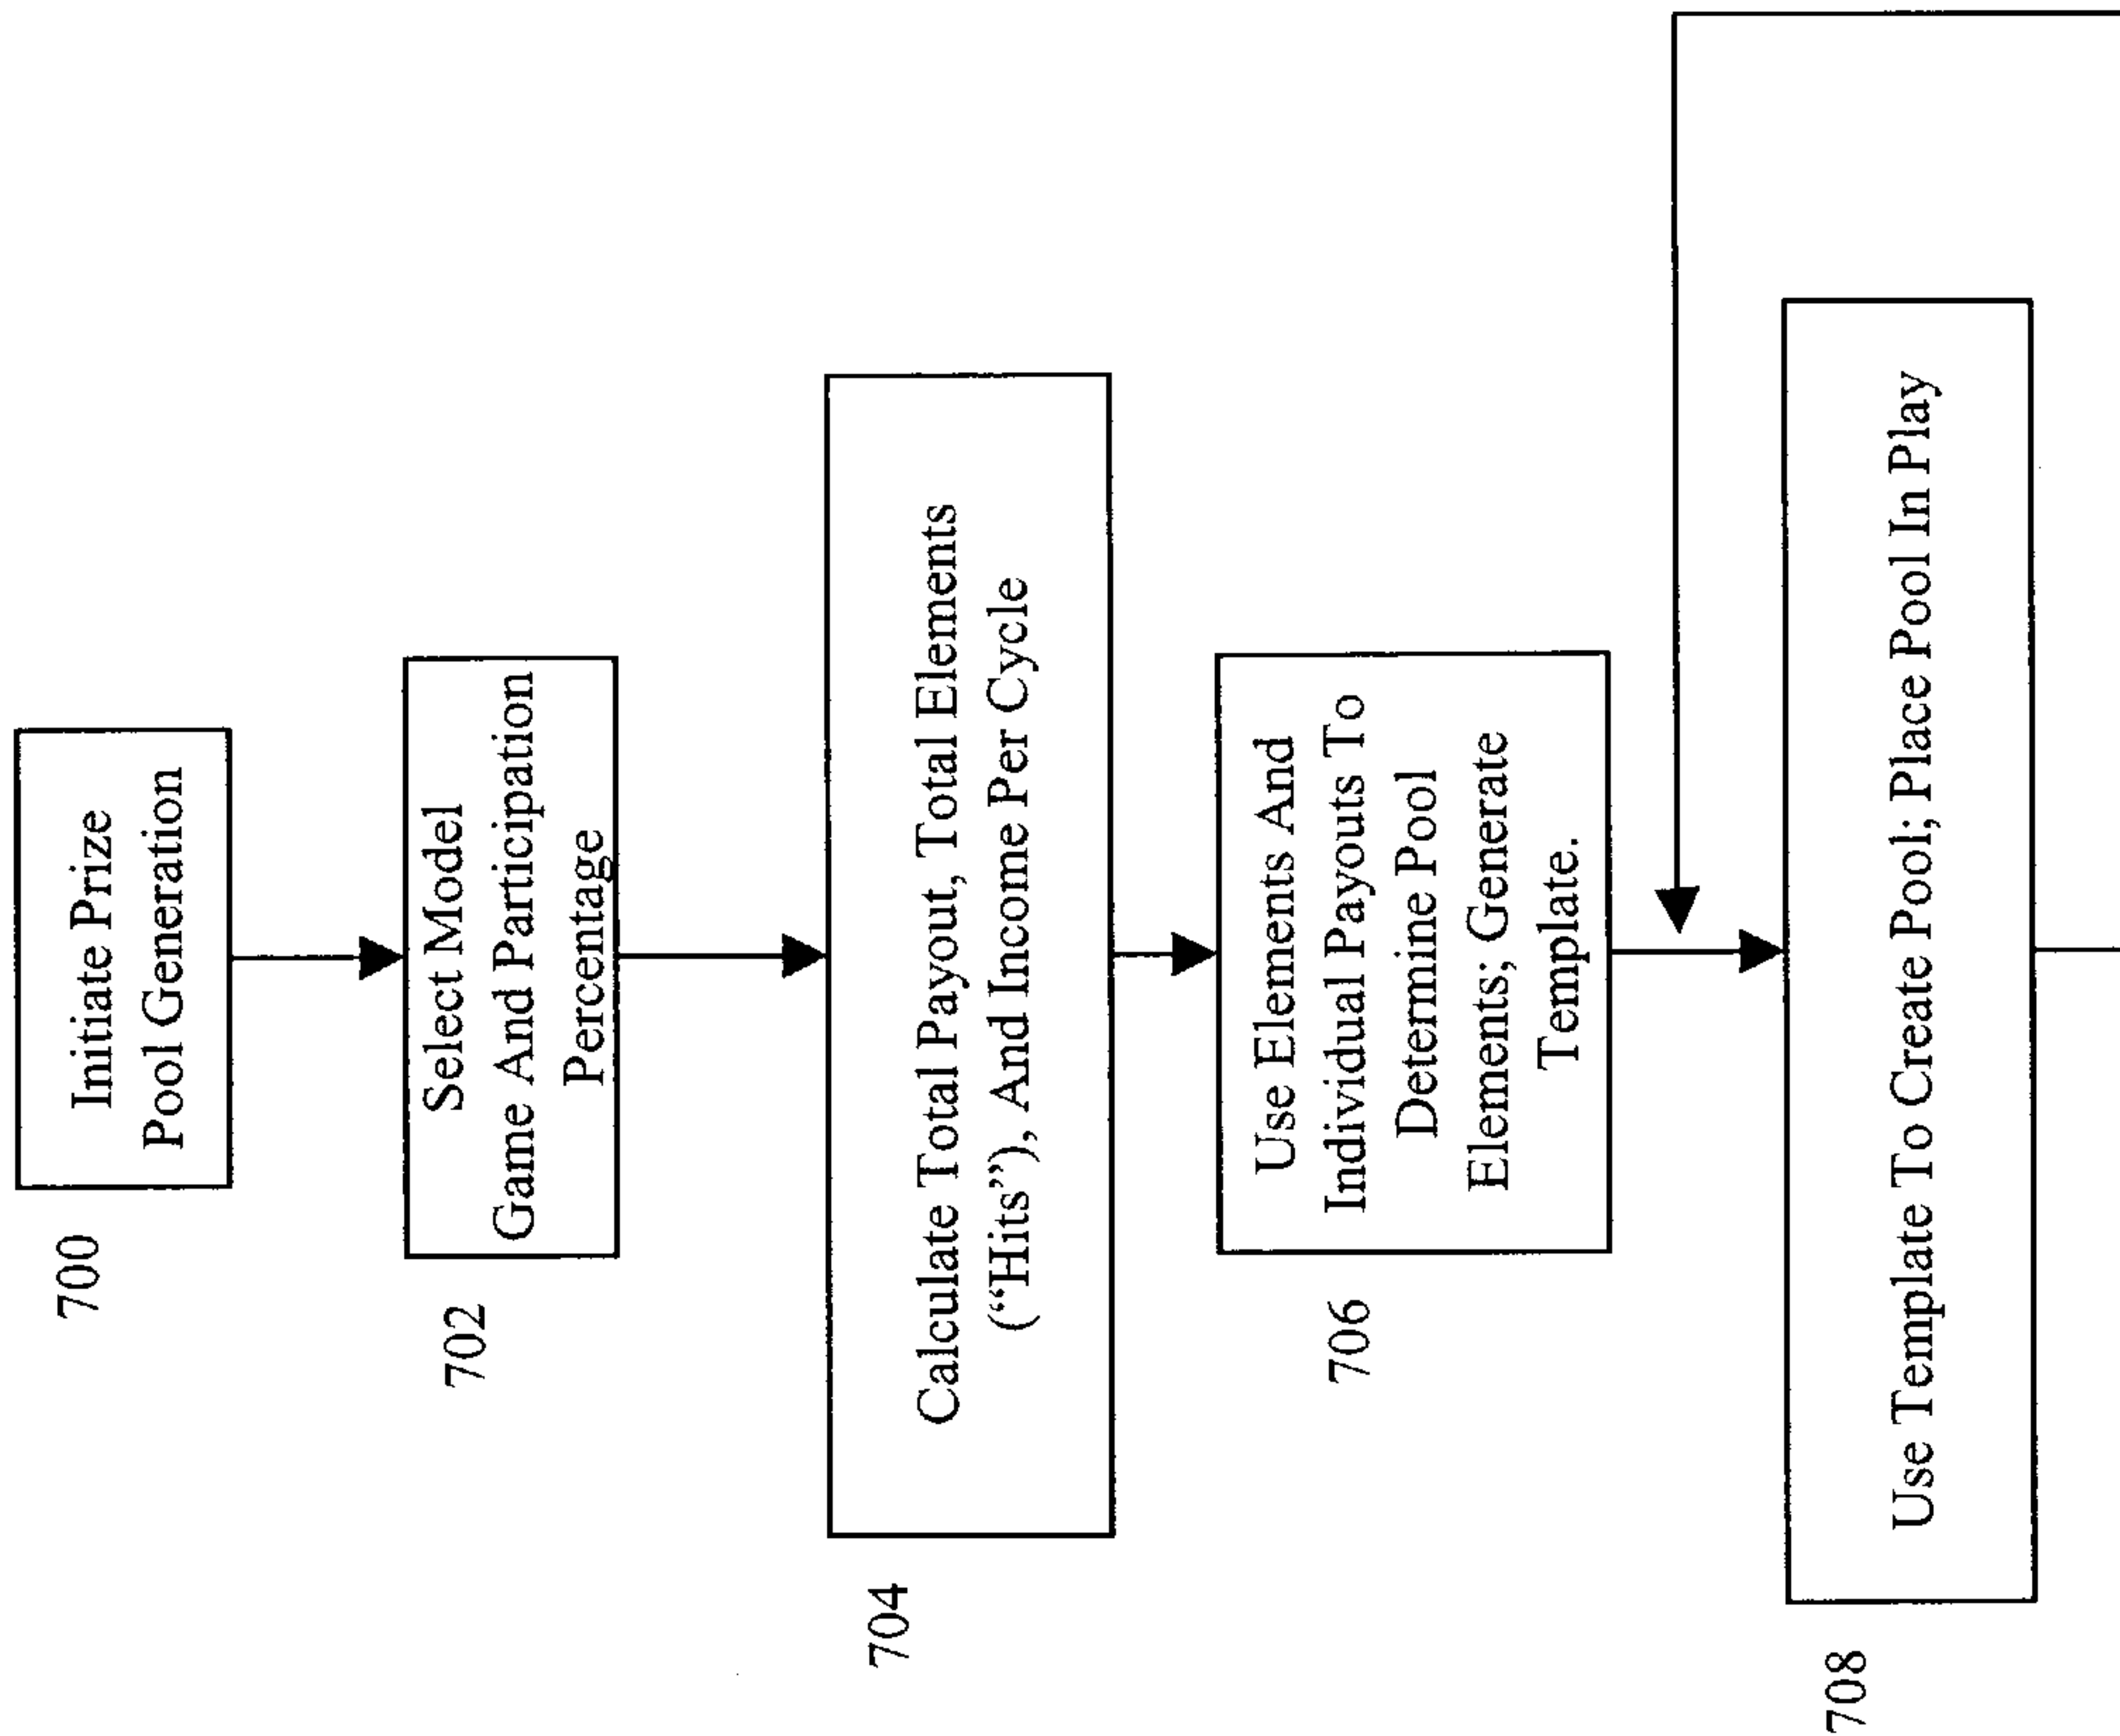 700
Initiate Prize
Pool Generation
702
Select Model
Game And Participation
Percentage
704
Calculate Total Payout, Total Elements
(“Hits”), And Income Per Cycle
706
Use Elements And
Individual Payouts To
Determine Pool
Elements; Generate
Template.
708
Use Template To Create Pool; Place Pool In Play